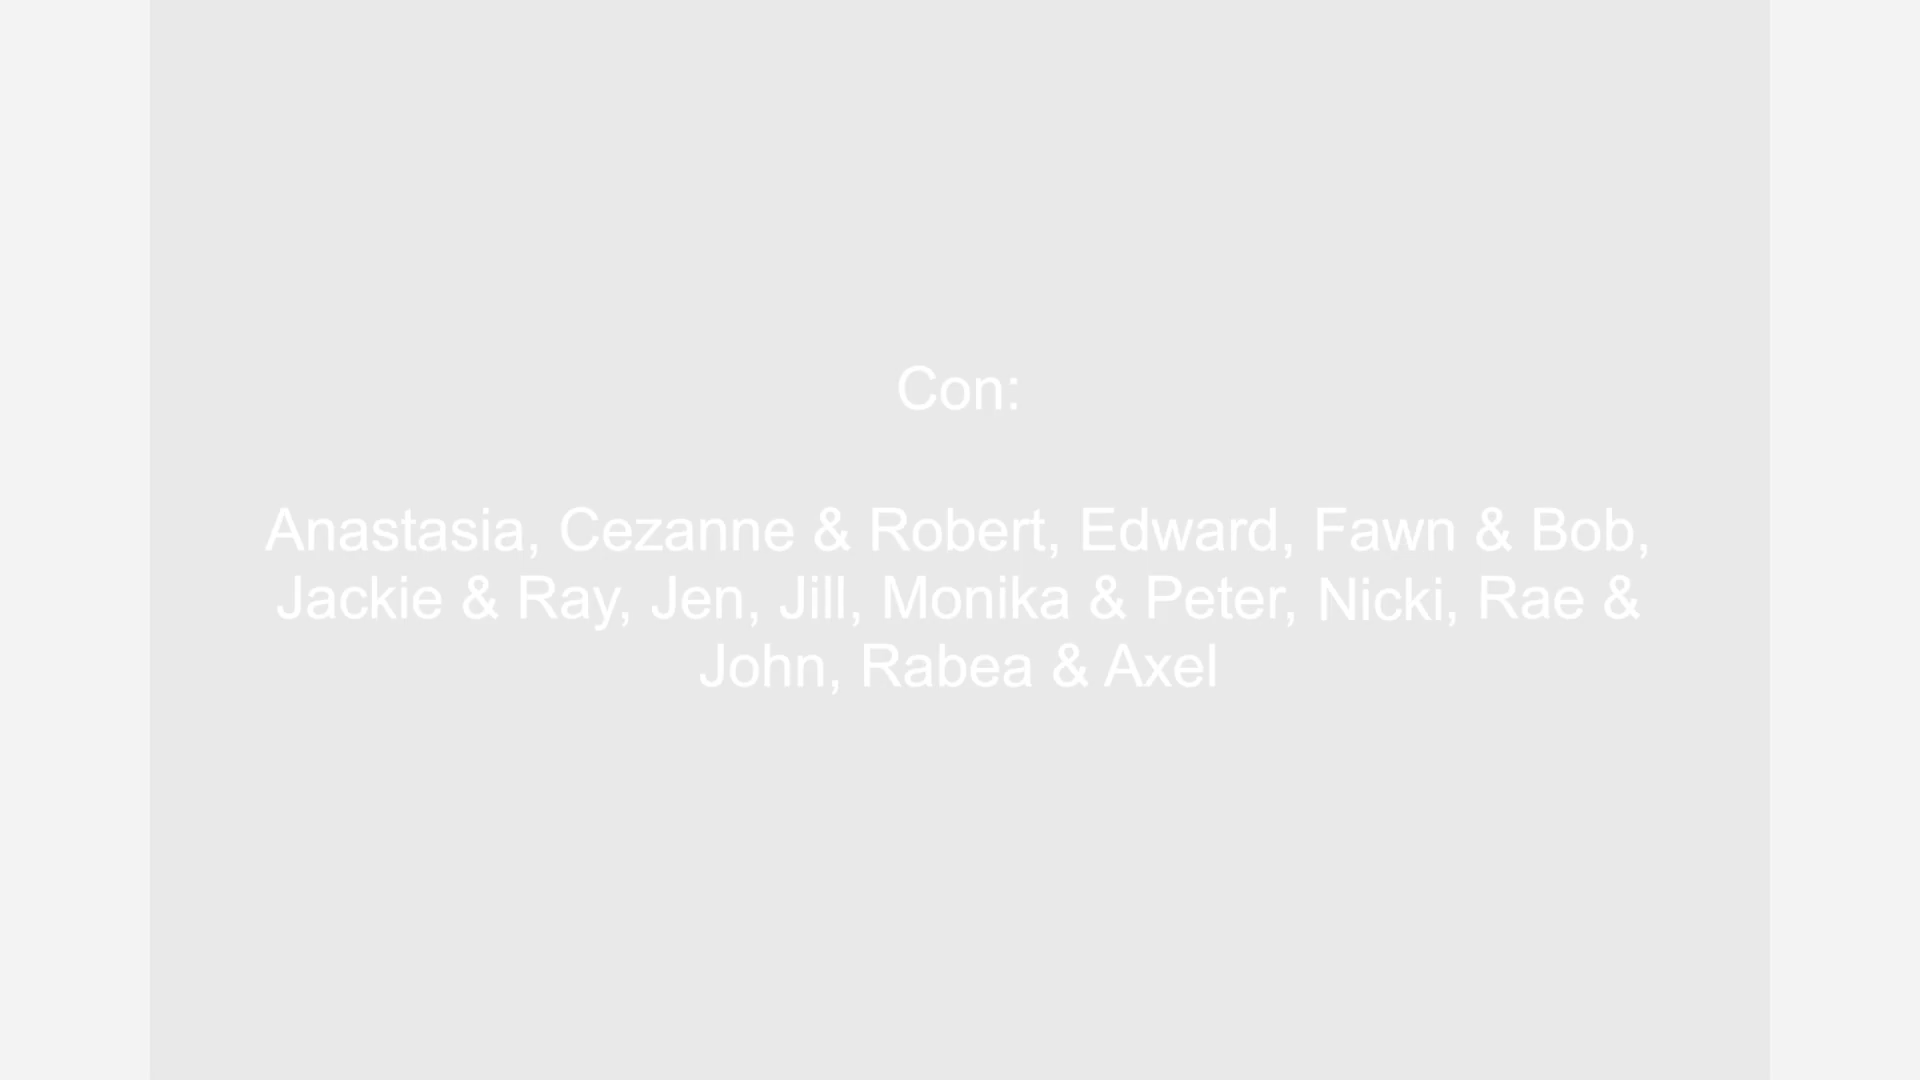 Con:
Anastasia, Cezanne & Robert, Edward, Fawn & Bob,
Jackie & Ray, Jen, Jill, Monika & Peter, Nicki, Rae &
John, Rabea & Axel